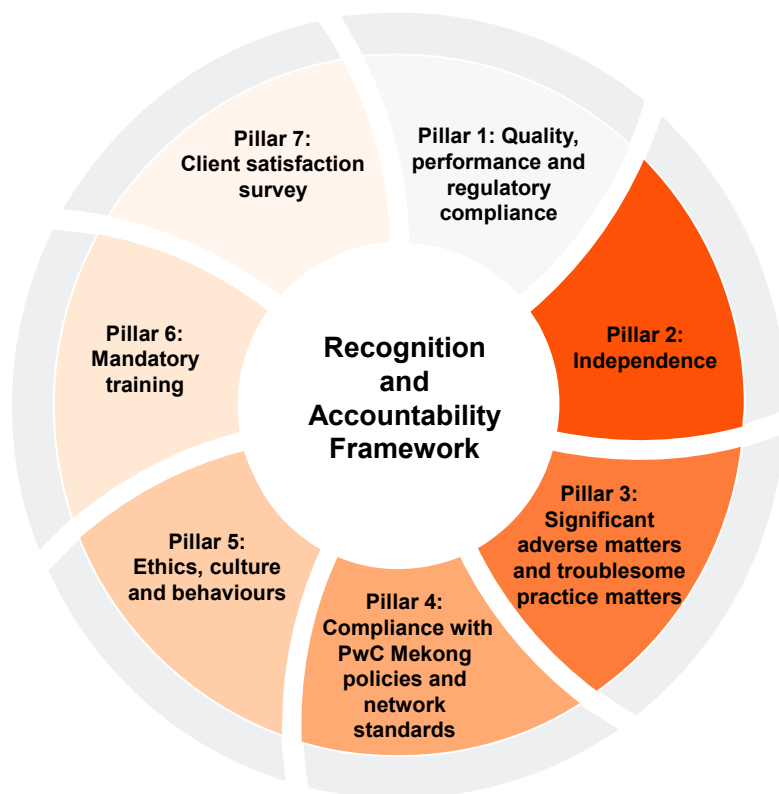 Recognition
and
Accountability
Framework
Pillar 1: Quality,
performance and
regulatory
compliance
Pillar 2:
Independence
Pillar 3:
Significant
adverse matters
and troublesome
practice matters
Pillar 4:
Compliance with
PwC Mekong
policies and
network
standards
Pillar 5:
Ethics, culture
and behaviours
Pillar 6:
Mandatory
training
Pillar 7:
Client satisfaction
survey